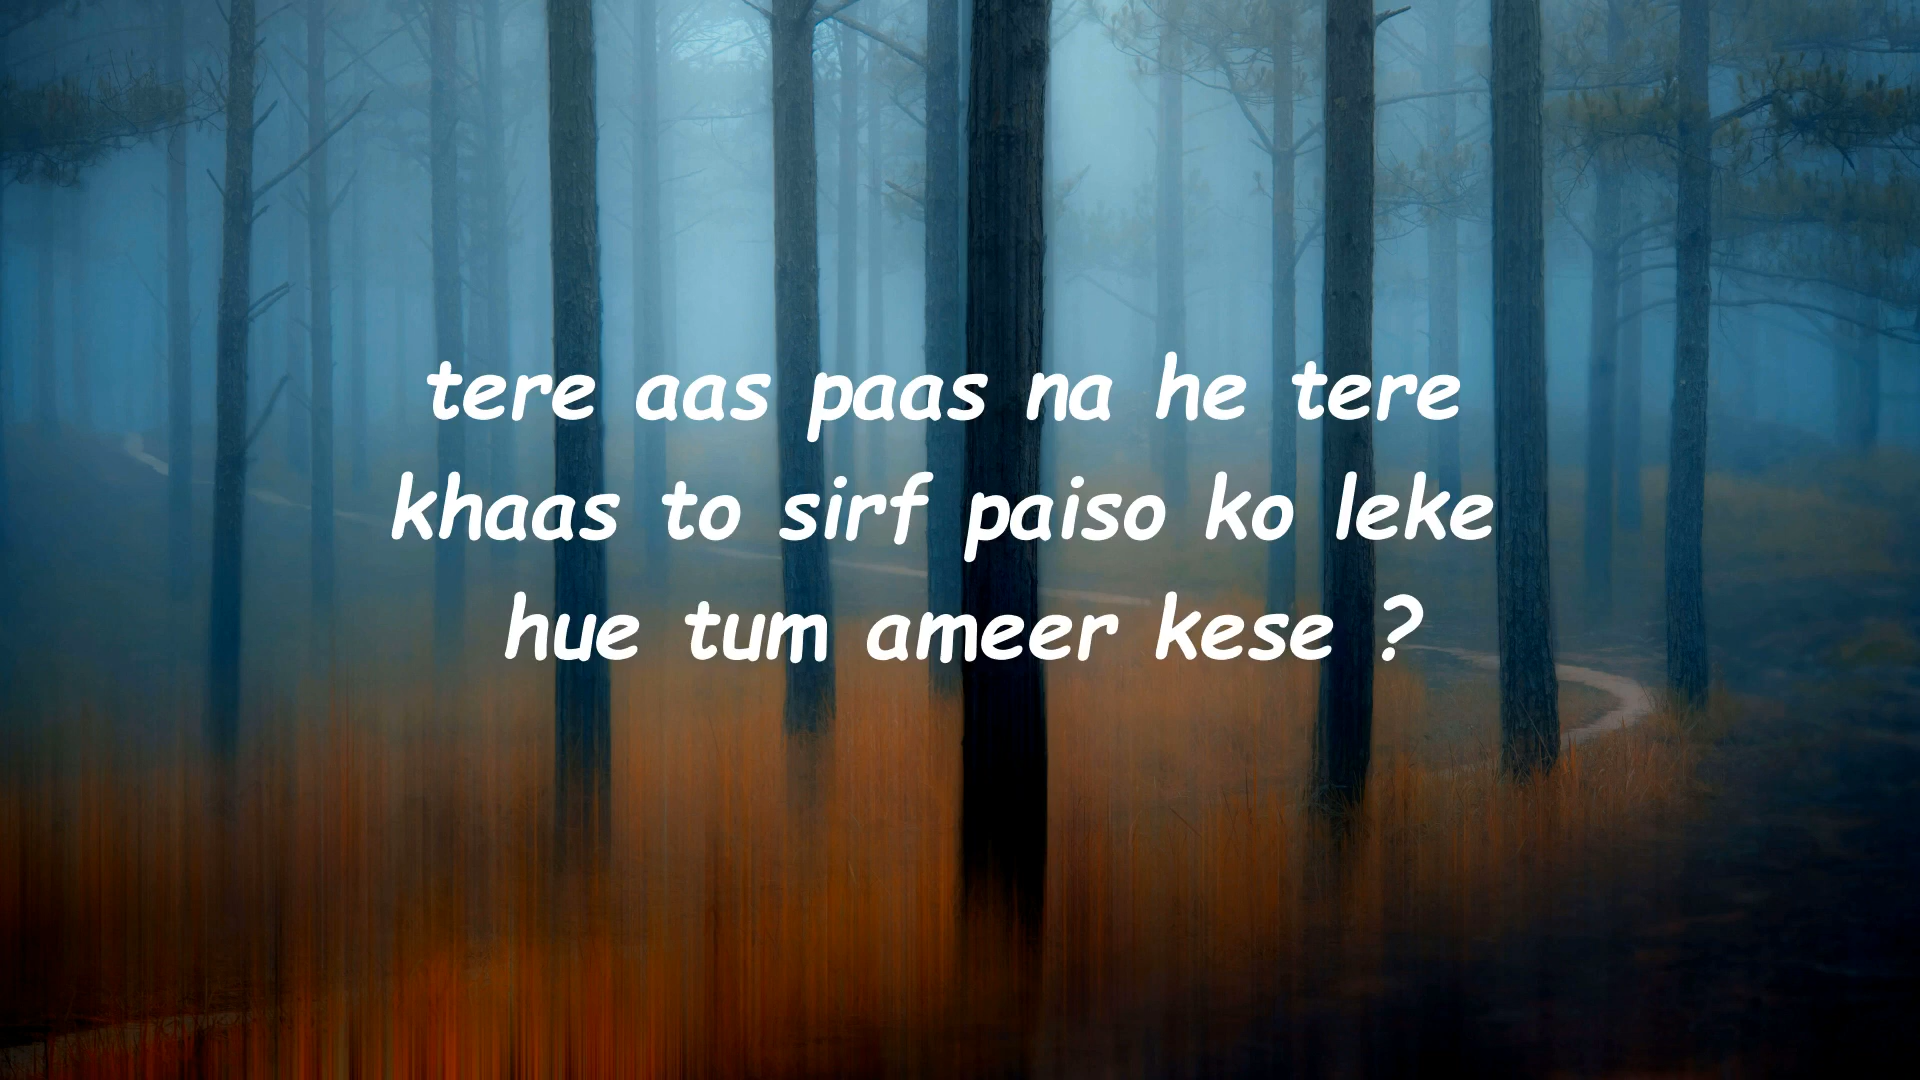 tere aas paas na he tere
khaas to sirf paiso ko leke
hue tum ameer kese ?